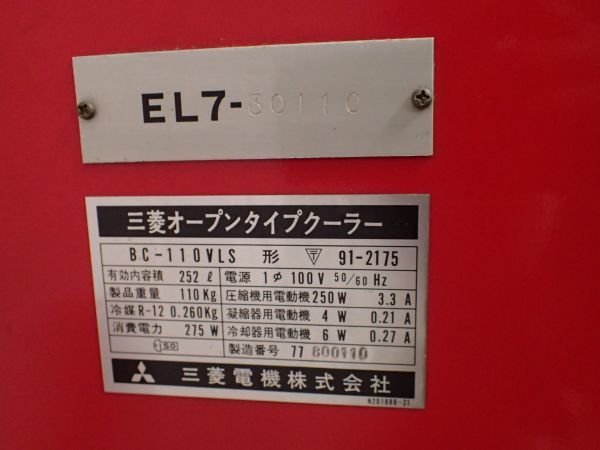 EL7-30110
三菱オープンタイプクーラー
BC-110VLS 形 〒 91-2175
有効内容積 252ℓ 電源 1φ 100V 50/60 Hz
製品重量 110Kg 圧縮機用電動機 250W 3.3 A
冷媒 R-12 0.260Kg 凝縮器用電動機 4 W 0.21 A
消費電力 275 W 冷却器用電動機 6 W 0.27 A
製造番号 77 800110
三菱電機株式会社